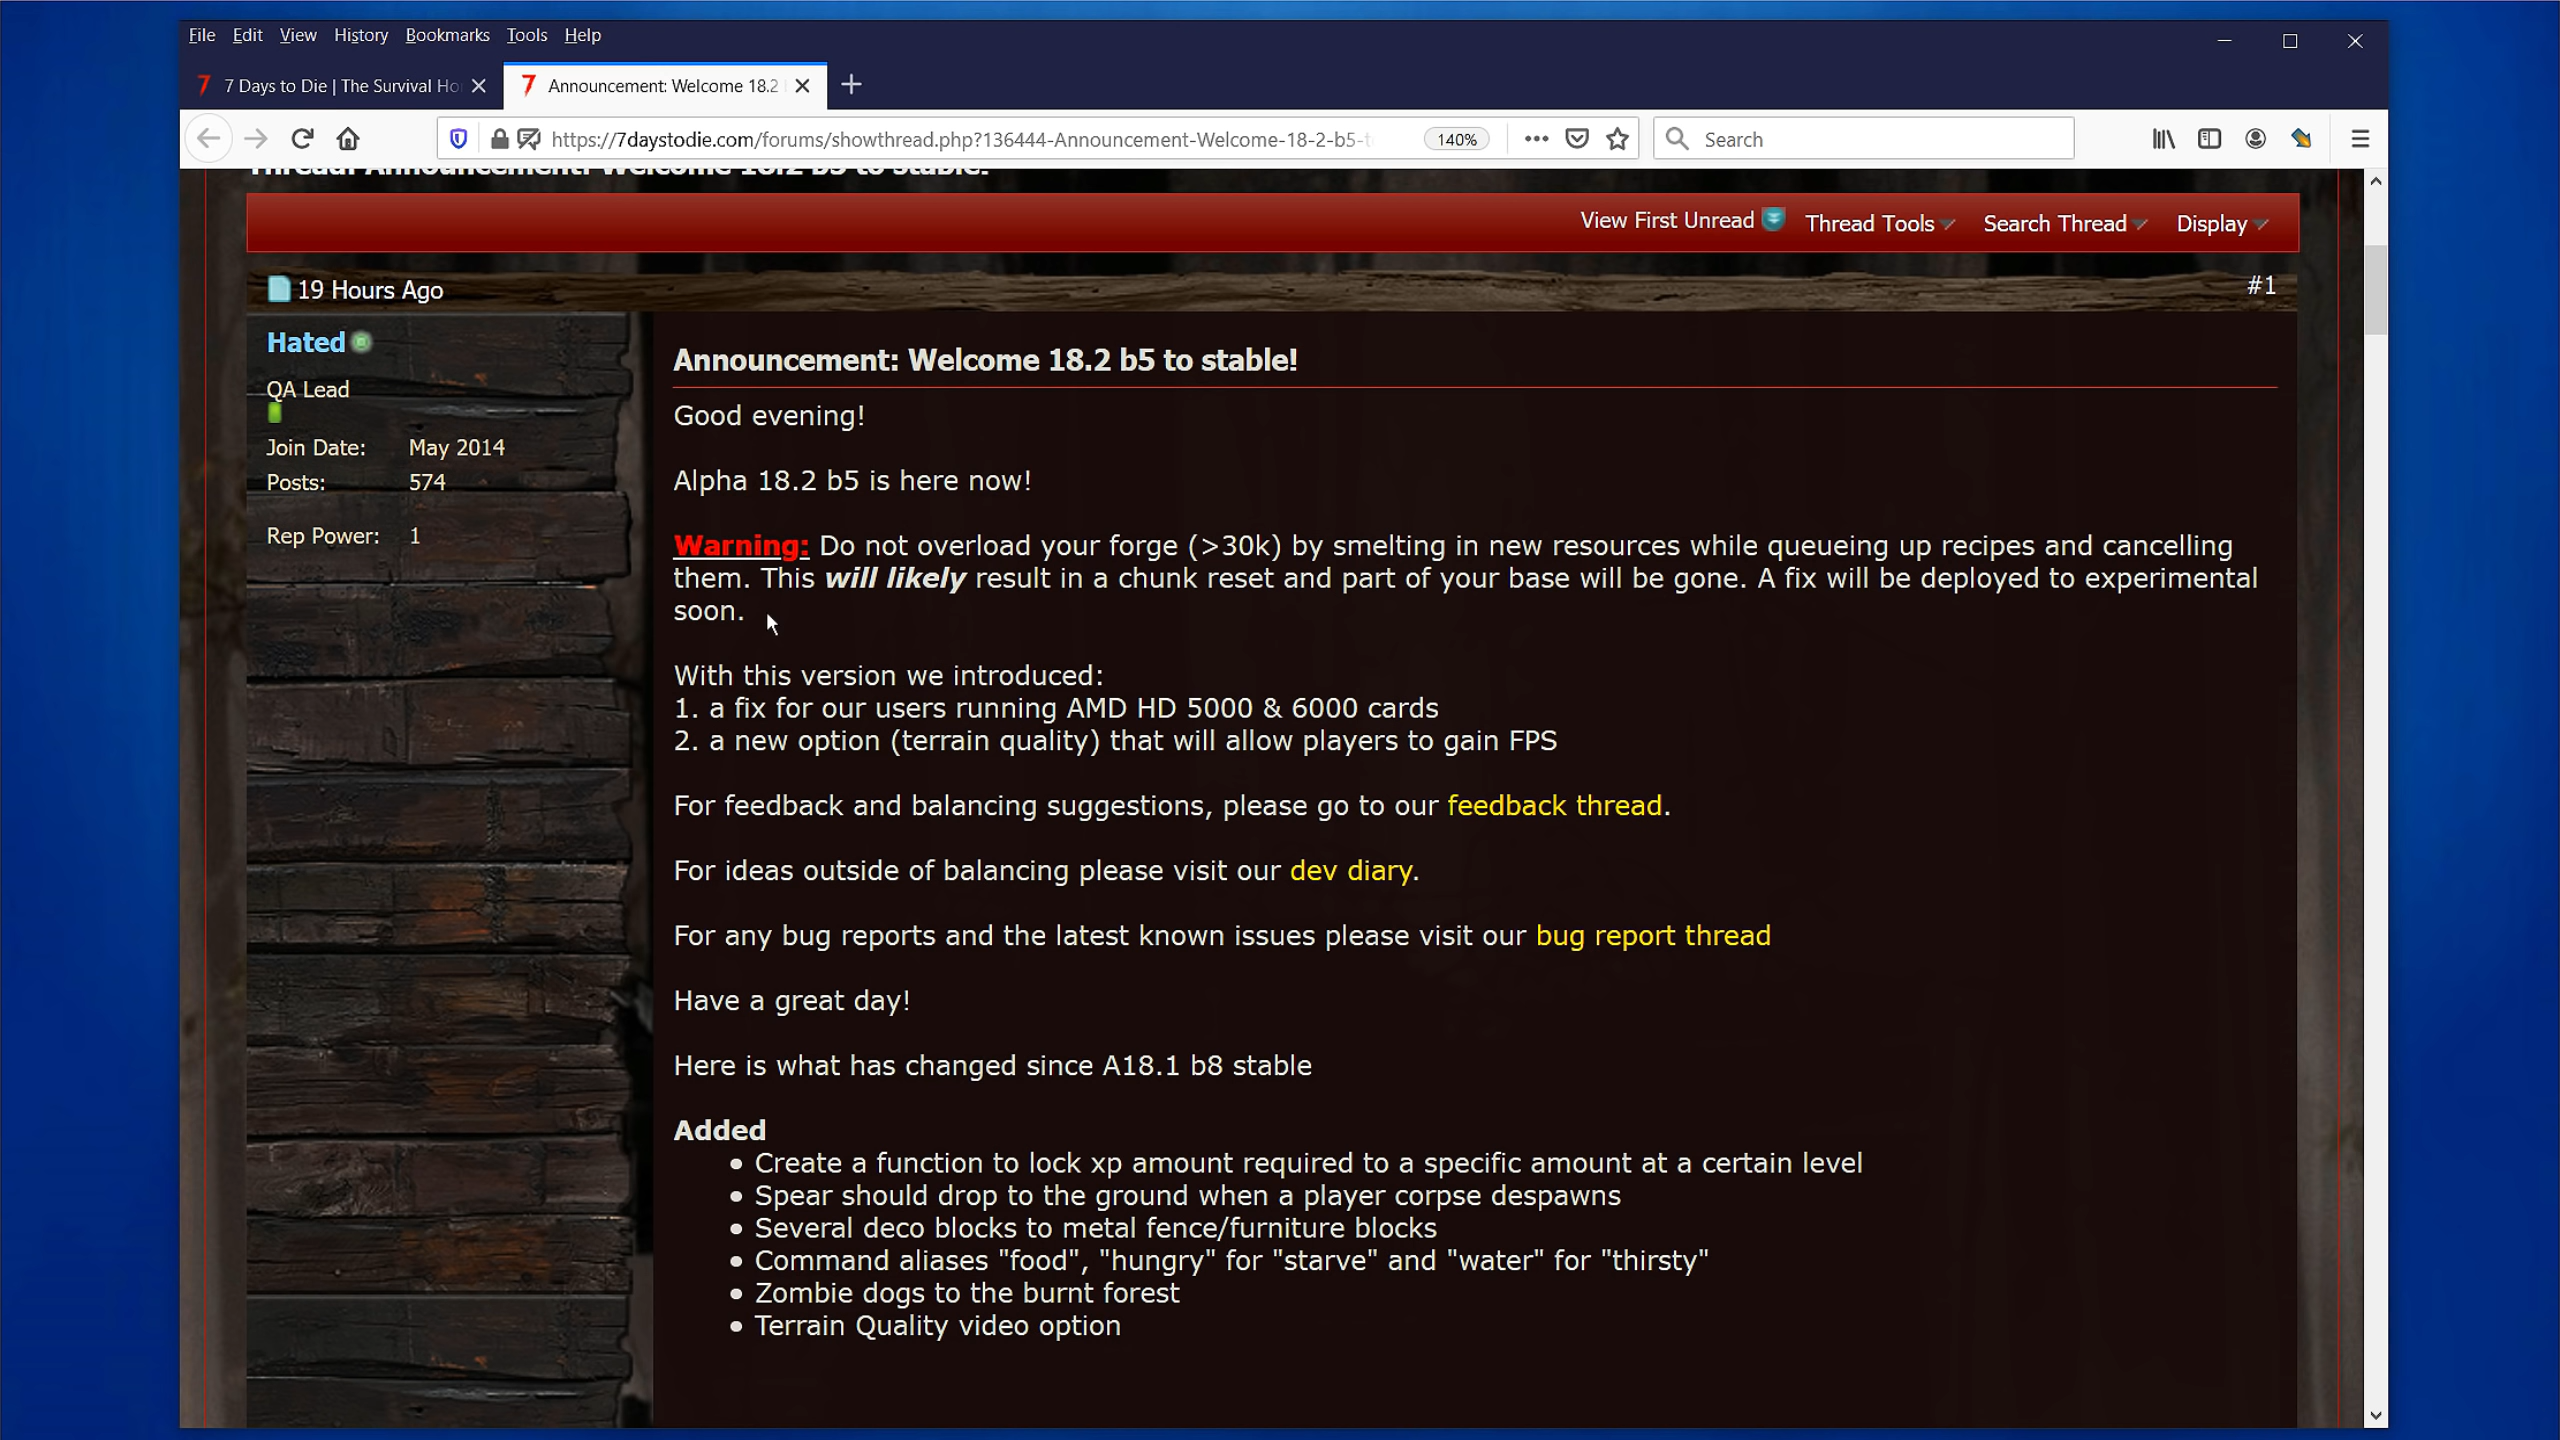 File Edit View History Bookmarks Tools Help
7 Days to Die | The Survival Ho
Announcement: Welcome 18.2
https://7daystodie.com/forums/showthread.php?136444-Announcement-Welcome-18-2-b5-t
140%
Search
Thread: Announcement: Welcome 18.2 b5 to stable!
View First Unread Thread Tools Search Thread Display
19 Hours Ago
#1
Hated
QA Lead
Join Date: May 2014
Posts: 574
Rep Power: 1
Announcement: Welcome 18.2 b5 to stable!
Good evening!
Alpha 18.2 b5 is here now!
Warning: Do not overload your forge (>30k) by smelting in new resources while queueing up recipes and cancelling
them. This will likely result in a chunk reset and part of your base will be gone. A fix will be deployed to experimental
soon.
With this version we introduced:
1. a fix for our users running AMD HD 5000 & 6000 cards
2. a new option (terrain quality) that will allow players to gain FPS
For feedback and balancing suggestions, please go to our feedback thread.
For ideas outside of balancing please visit our dev diary.
For any bug reports and the latest known issues please visit our bug report thread
Have a great day!
Here is what has changed since A18.1 b8 stable
Added
• Create a function to lock xp amount required to a specific amount at a certain level
• Spear should drop to the ground when a player corpse despawns
• Several deco blocks to metal fence/furniture blocks
• Command aliases "food", "hungry" for "starve" and "water" for "thirsty"
• Zombie dogs to the burnt forest
• Terrain Quality video option